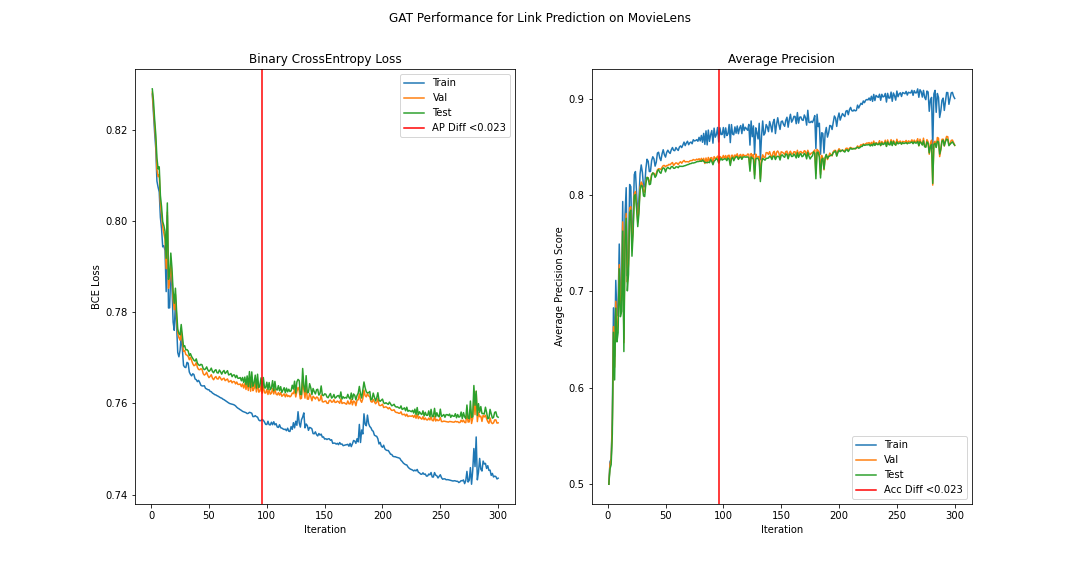 GAT Performance for Link Prediction on MovieLens
Binary CrossEntropy Loss
Train
Val
Test
AP Diff <0.023
0.82
0.80
0.78
0.76
0.74
BCE Loss
0 50 100 150 200 250 300
Iteration
Average Precision
0.9
0.8
0.7
0.6
0.5
Average Precision Score
Train
Val
Test
Acc Diff <0.023
0 50 100 150 200 250 300
Iteration